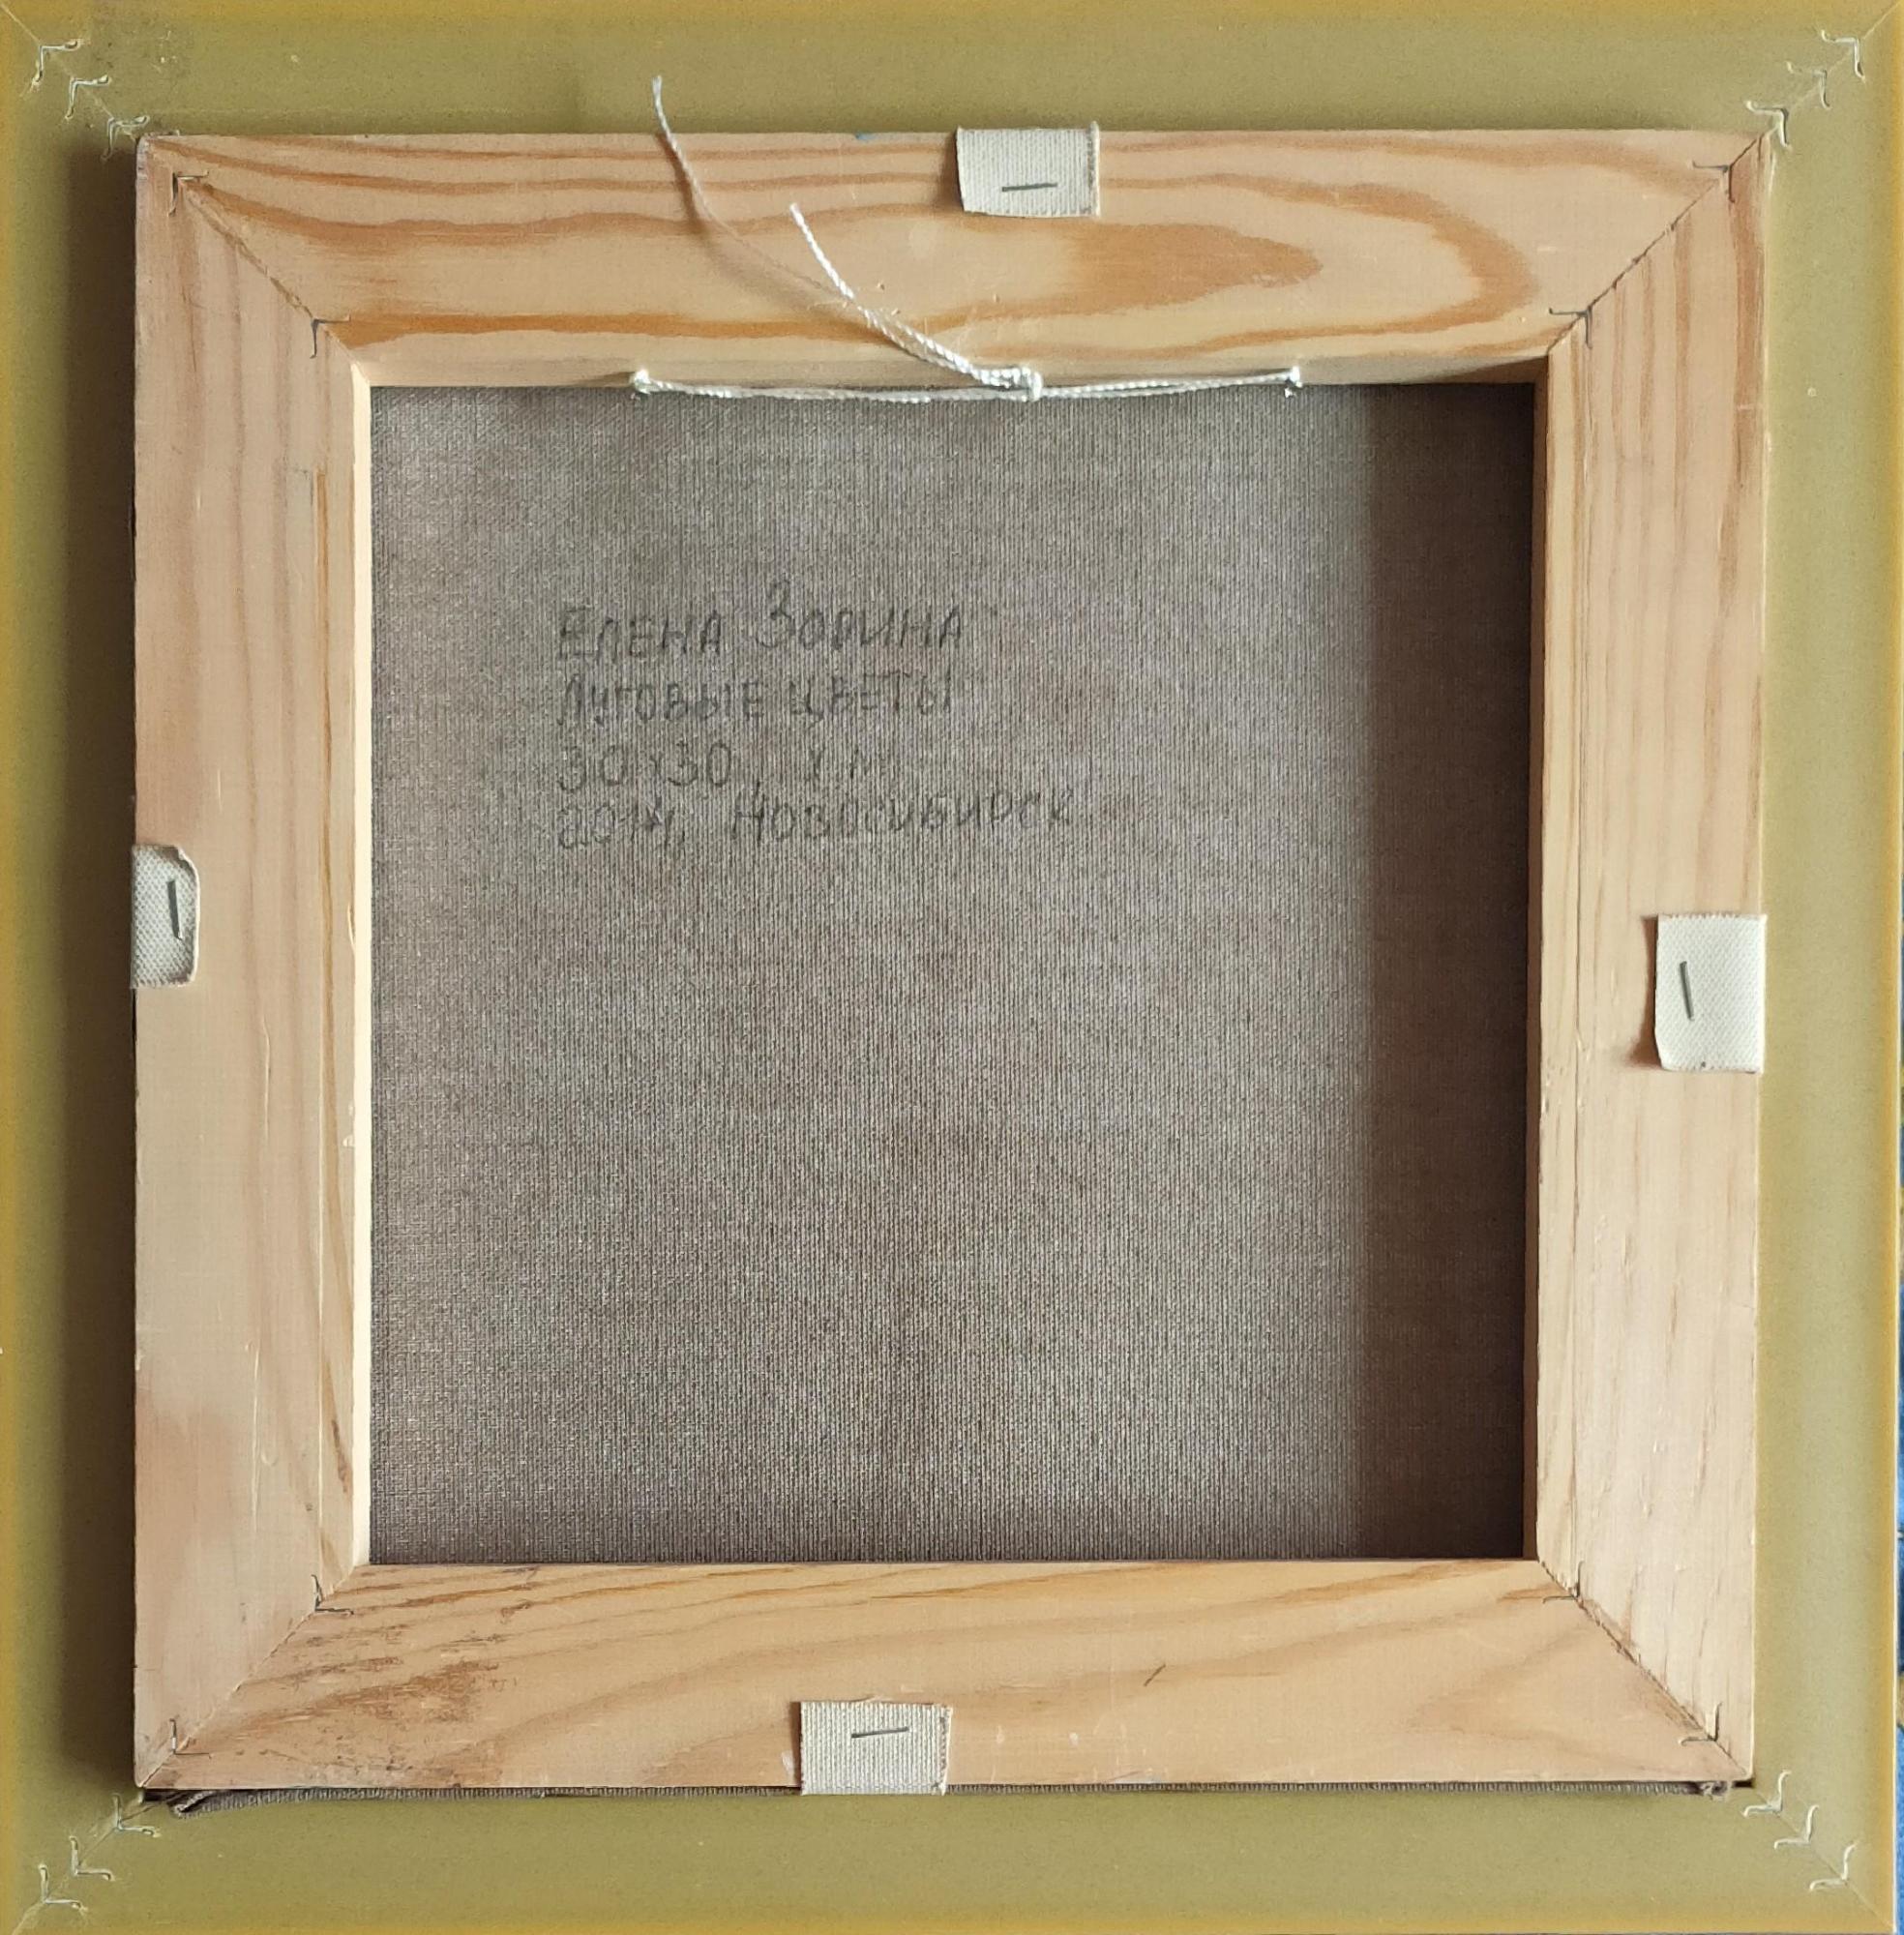 Елена Зорина
Луговые цветы
30х30, х.м.
2014, Новосибирск